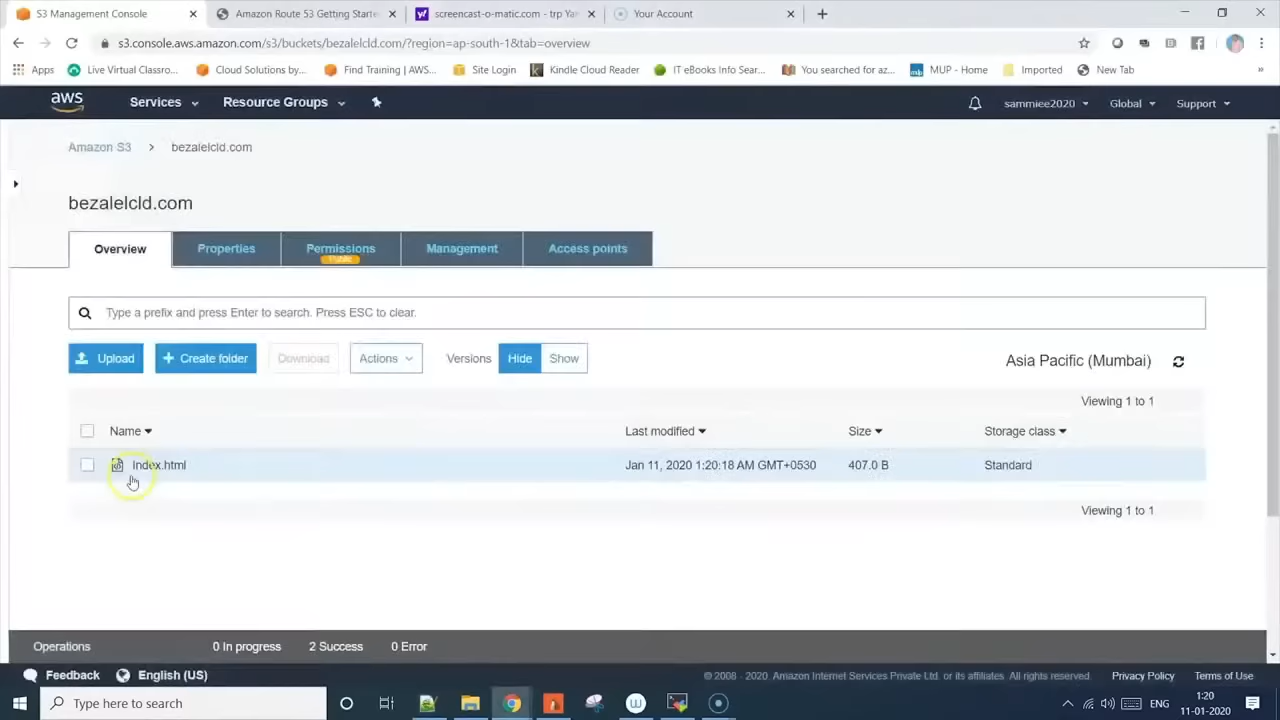 S3 Management Console
Amazon Route 53 Getting Starte
screencast-o-matic.com - trp Ya
Your Account
s3.console.aws.amazon.com/s3/buckets/bezalelcld.com/?region=ap-south-1&tab=overview
Apps
Live Virtual Classro...
Cloud Solutions by...
Find Training | AWS...
Site Login
Kindle Cloud Reader
IT eBooks Info Sear...
You searched for az...
MUP - Home
Imported
New Tab
»
aws
Services
Resource Groups
sammiee2020
Global
Support
Amazon S3 > bezalelcld.com
bezalelcld.com
Overview
Properties
Permissions
Public
Management
Access points
Type a prefix and press Enter to search. Press ESC to clear.
Upload
+ Create folder
Download
Actions
Versions
Hide
Show
Asia Pacific (Mumbai)
Viewing 1 to 1
Name
Last modified
Size
Storage class
Index.html
Jan 11, 2020 1:20:18 AM GMT+0530
407.0 B
Standard
Viewing 1 to 1
Operations
0 In progress
2 Success
0 Error
Feedback
English (US)
© 2008 - 2020, Amazon Internet Services Private Ltd. or its affiliates. All rights reserved.
Privacy Policy
Terms of Use
Type here to search
ENG
1:20
11-01-2020